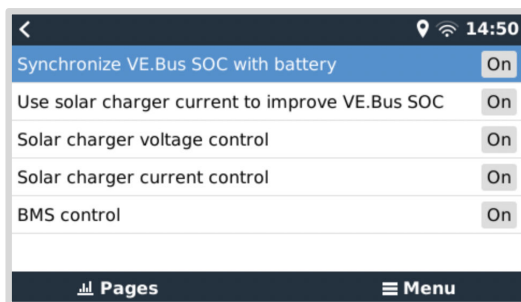 14:50
Synchronize VE.Bus SOC with battery On
Use solar charger current to improve VE.Bus SOC On
Solar charger voltage control On
Solar charger current control On
BMS control On
Pages Menu